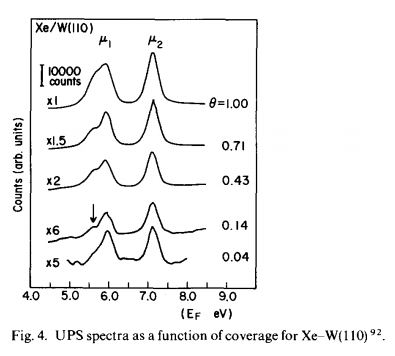 Xe/W(110)
μ1 μ2
10000
counts
x1 θ=1.00
x1.5 0.71
x2 0.43
x6 0.14
x5 0.04
Counts (arb. units)
4.0 5.0 6.0 7.0 8.0 9.0
(EF eV)
Fig. 4. UPS spectra as a function of coverage for Xe–W(110)92.